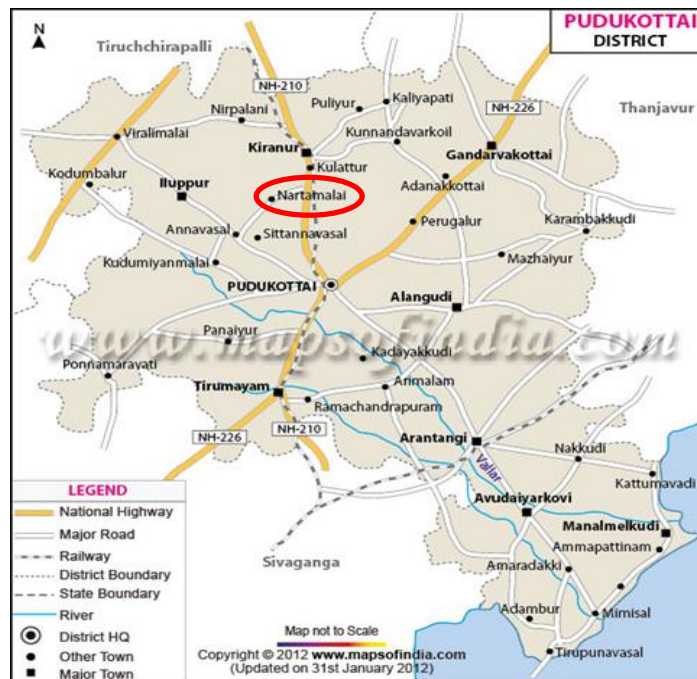 PUDUKOTTAI
DISTRICT
N
Tiruchchirapalli
NH-210
NH-226
Thanjavur
Puliyur
Kaliyapati
Nirpalani
Viralimalai
Kiranur
Kunnandavarkoil
Gandarvakottai
Kulattur
Kodumbalur
Iluppur
Nartamalai
Adanakkottai
Annavasal
Sittannavasal
Perugalur
Karambakkudi
Kudumiyanmalai
Mazhaiyur
PUDUKOTTAI
Alangudi
www.mapsofindia.com
Panaiyur
Kadayakkudi
Ponnamaravati
Arimalam
Tirumayam
Ramachandrapuram
NH-226
NH-210
Arantangi
Nakkudi
Vallar
Kattumavadi
Avudaiyarkovi
Manalmelkudi
Ammapattinam
Sivaganga
Amaradakki
Adambur
Mimisal
Tirupunavasal
LEGEND
National Highway
Major Road
Railway
District Boundary
State Boundary
River
District HQ
Other Town
Major Town
Map not to Scale
Copyright © 2012 www.mapsofindia.com
(Updated on 31st January 2012)